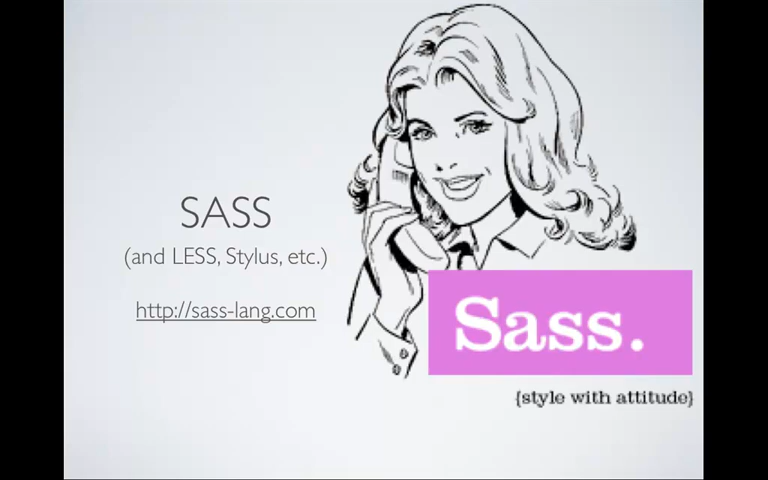 SASS
(and LESS, Stylus, etc.)
http://sass-lang.com
Sass.
{style with attitude}